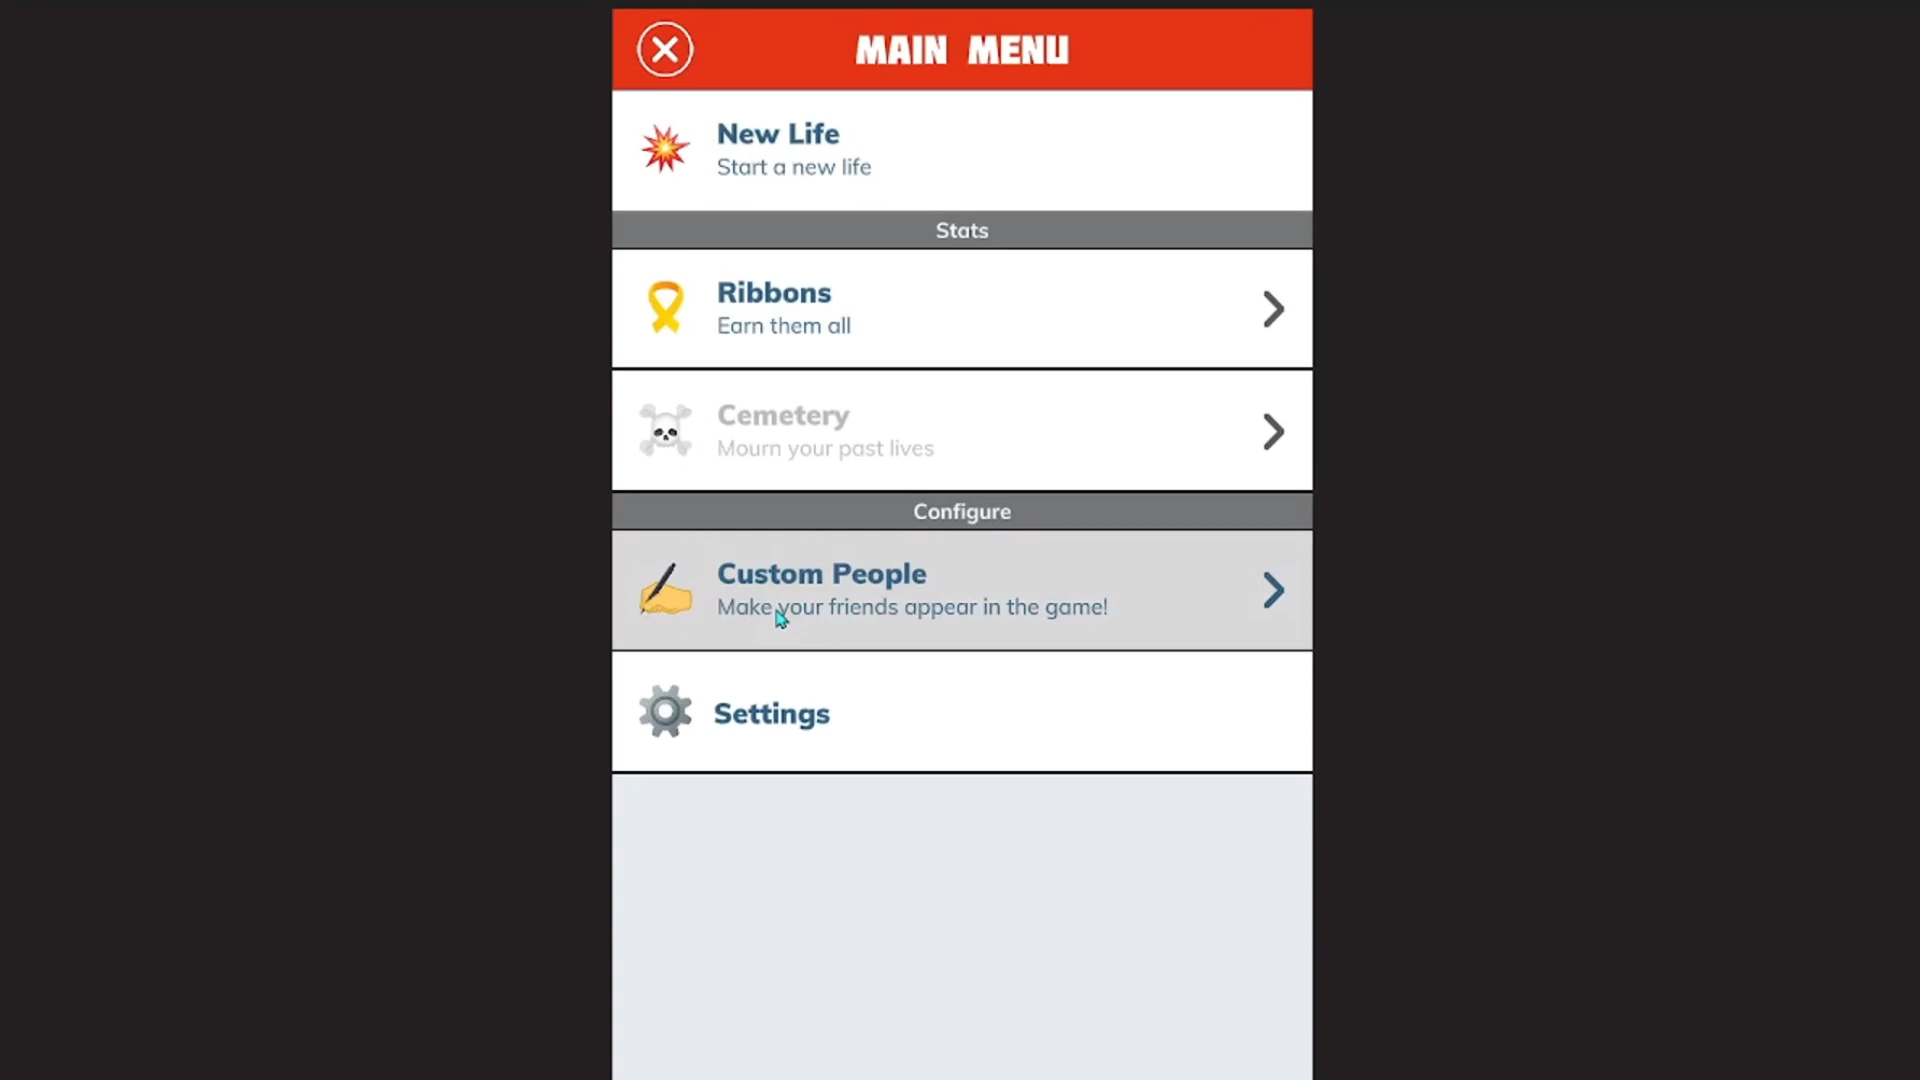 MAIN MENU
New Life
Start a new life
Stats
Ribbons
Earn them all
Cemetery
Mourn your past lives
Configure
Custom People
Make your friends appear in the game!
Settings